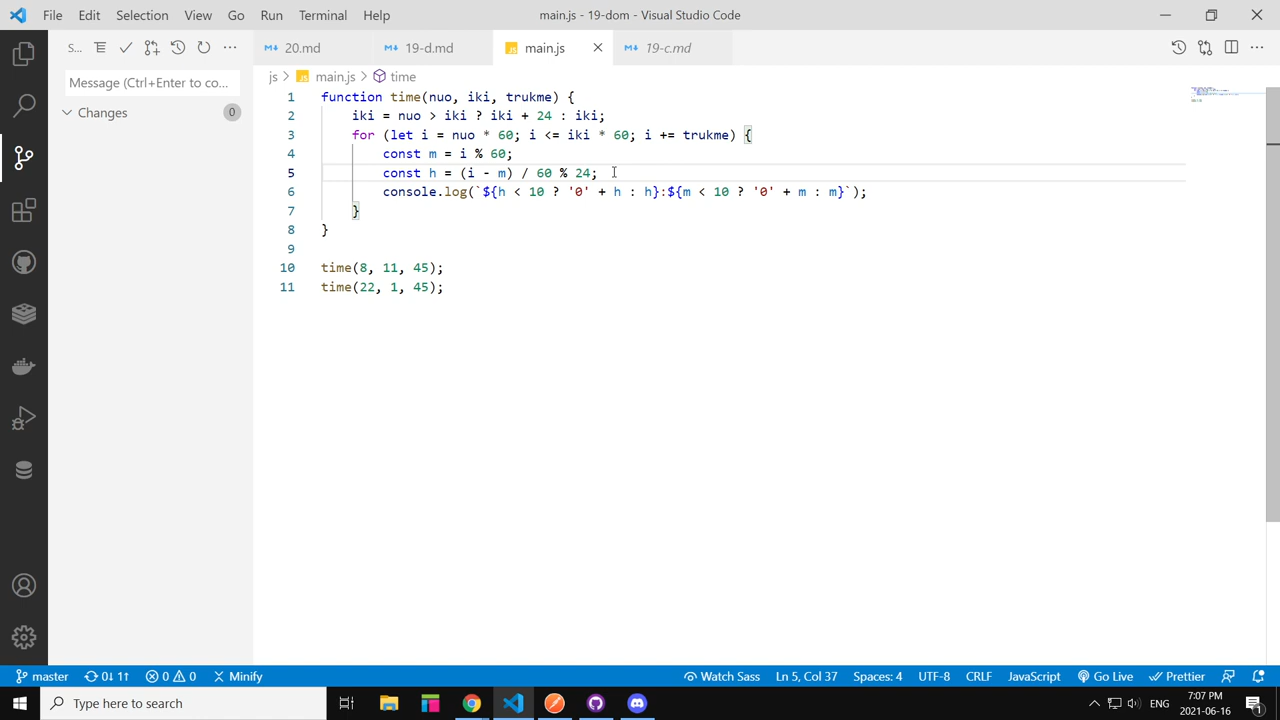 File Edit Selection View Go Run Terminal Help main.js - 19-dom - Visual Studio Code
S... 20.md 19-d.md JS main.js 19-c.md
Message (Ctrl+Enter to co...
js > JS main.js > time
Changes 0
1 function time(nuo, iki, trukme) {
2 iki = nuo > iki ? iki + 24 : iki;
3 for (let i = nuo * 60; i <= iki * 60; i += trukme) {
4 const m = i % 60;
5 const h = (i - m) / 60 % 24;
6 console.log(`${h < 10 ? '0' + h : h}:${m < 10 ? '0' + m : m}`);
7 }
8 }
9
10 time(8, 11, 45);
11 time(22, 1, 45);
master 0↓ 1↑ 0 0 Minify Watch Sass Ln 5, Col 37 Spaces: 4 UTF-8 CRLF JavaScript Go Live Prettier
Type here to search ENG 7:07 PM 2021-06-16 1